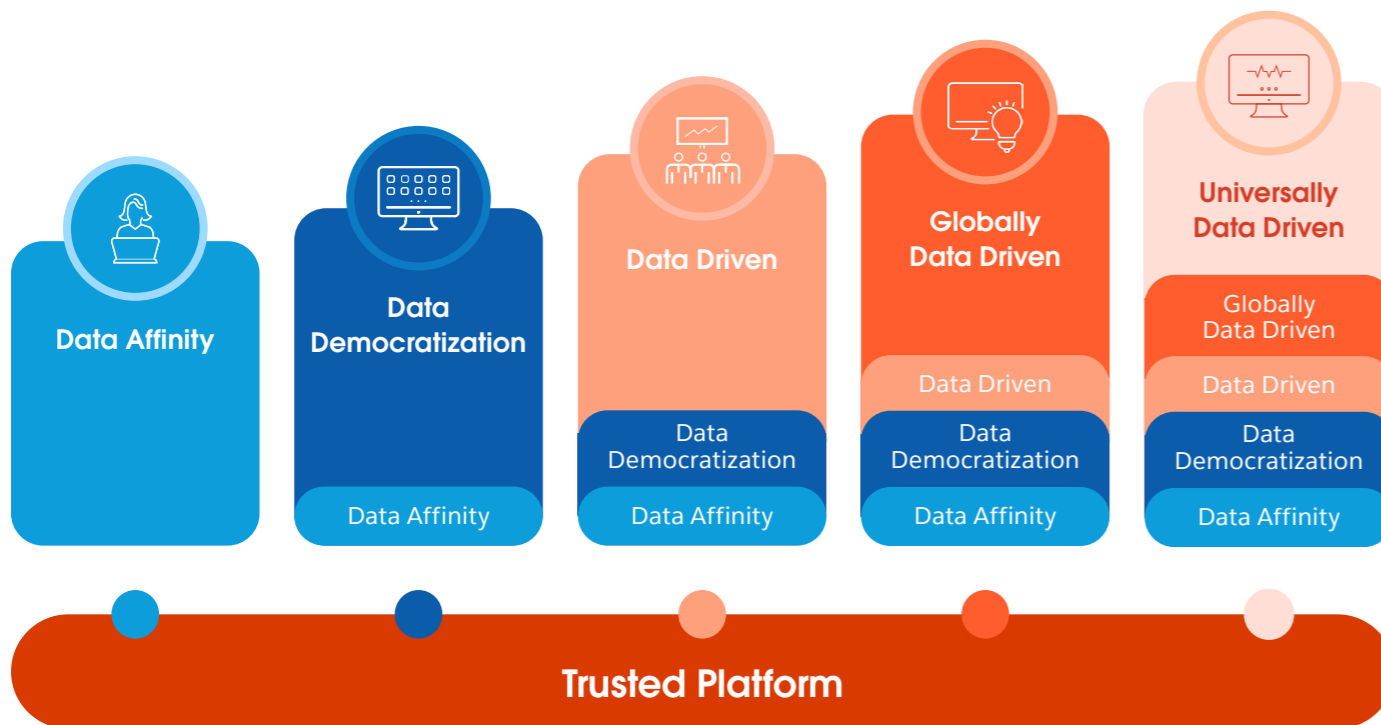 Data Affinity
Data
Democratization
Data Affinity
Data Driven
Data
Democratization
Data Affinity
Globally
Data Driven
Data Driven
Data
Democratization
Data Affinity
Universally
Data Driven
Globally
Data Driven
Data Driven
Data
Democratization
Data Affinity
Trusted Platform